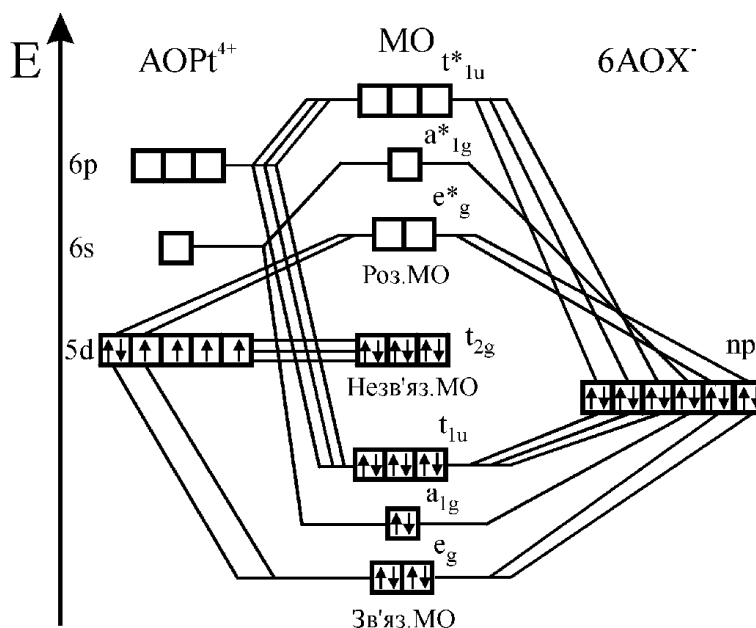 E
AOPt⁴⁺
MO
6AOX⁻
t*₁ᵤ
6p
a*₁g
e*g
6s
Роз.МО
5d
t₂g
np
Незв'яз.МО
t₁ᵤ
a₁g
eg
Зв'яз.МО